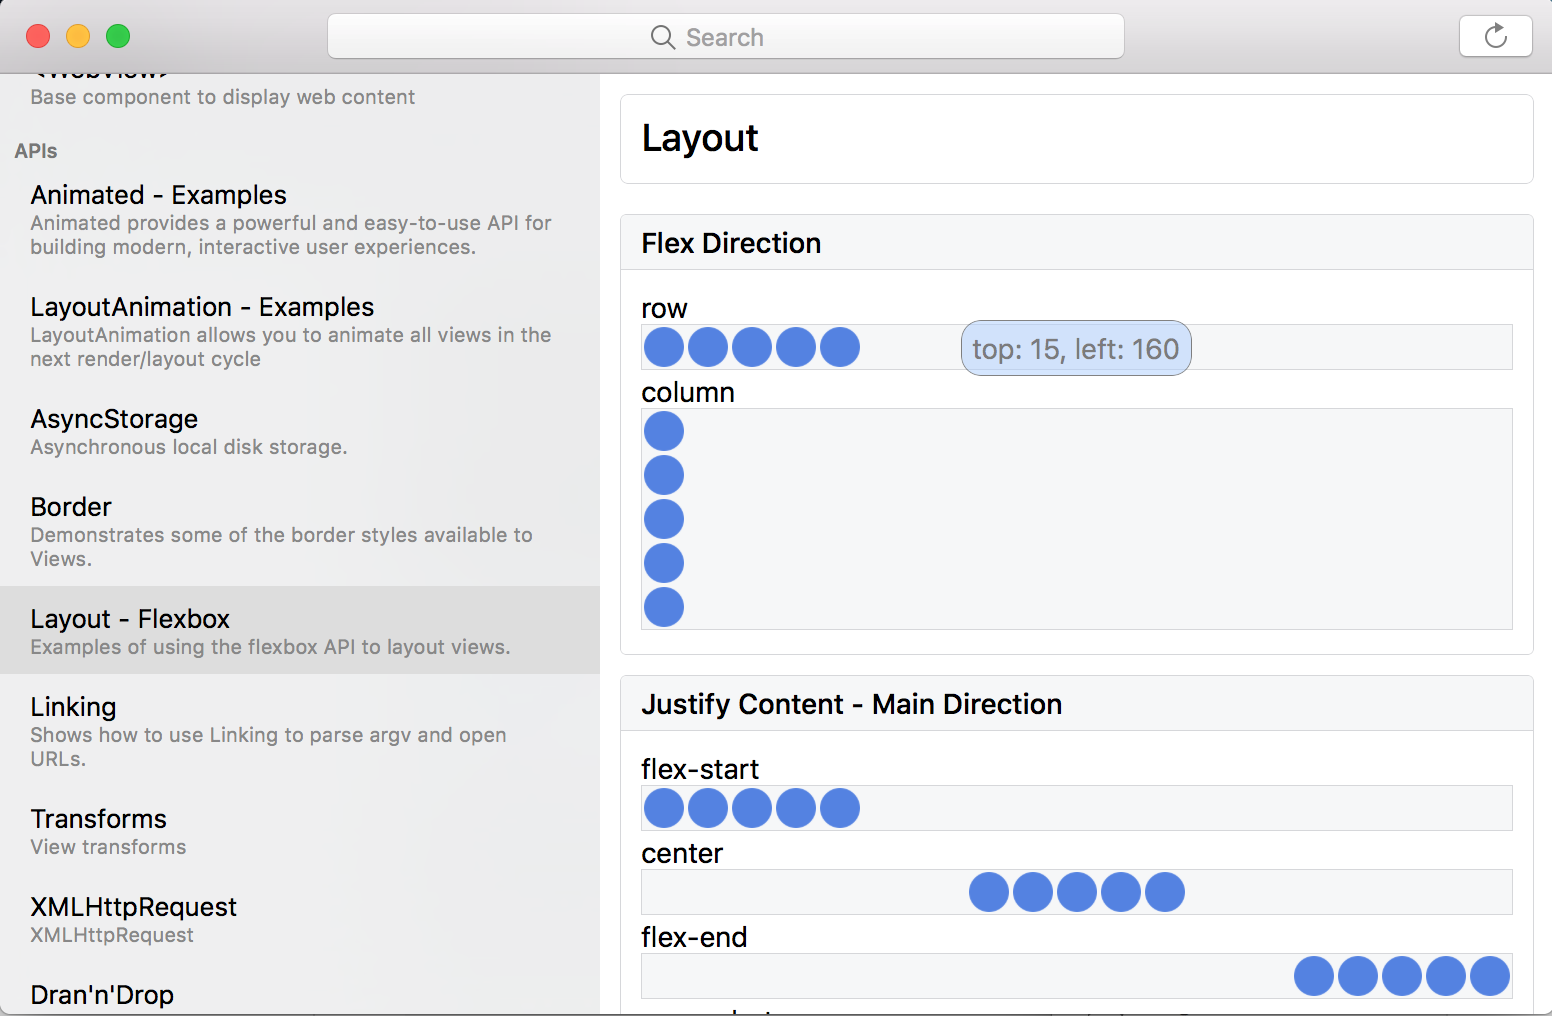 Search
Base component to display web content
APIs
Animated - Examples
Animated provides a powerful and easy-to-use API for
building modern, interactive user experiences.
LayoutAnimation - Examples
LayoutAnimation allows you to animate all views in the
next render/layout cycle
AsyncStorage
Asynchronous local disk storage.
Border
Demonstrates some of the border styles available to
Views.
Layout - Flexbox
Examples of using the flexbox API to layout views.
Linking
Shows how to use Linking to parse argv and open
URLs.
Transforms
View transforms
XMLHttpRequest
XMLHttpRequest
Dran'n'Drop
Layout
Flex Direction
row
top: 15, left: 160
column
Justify Content - Main Direction
flex-start
center
flex-end